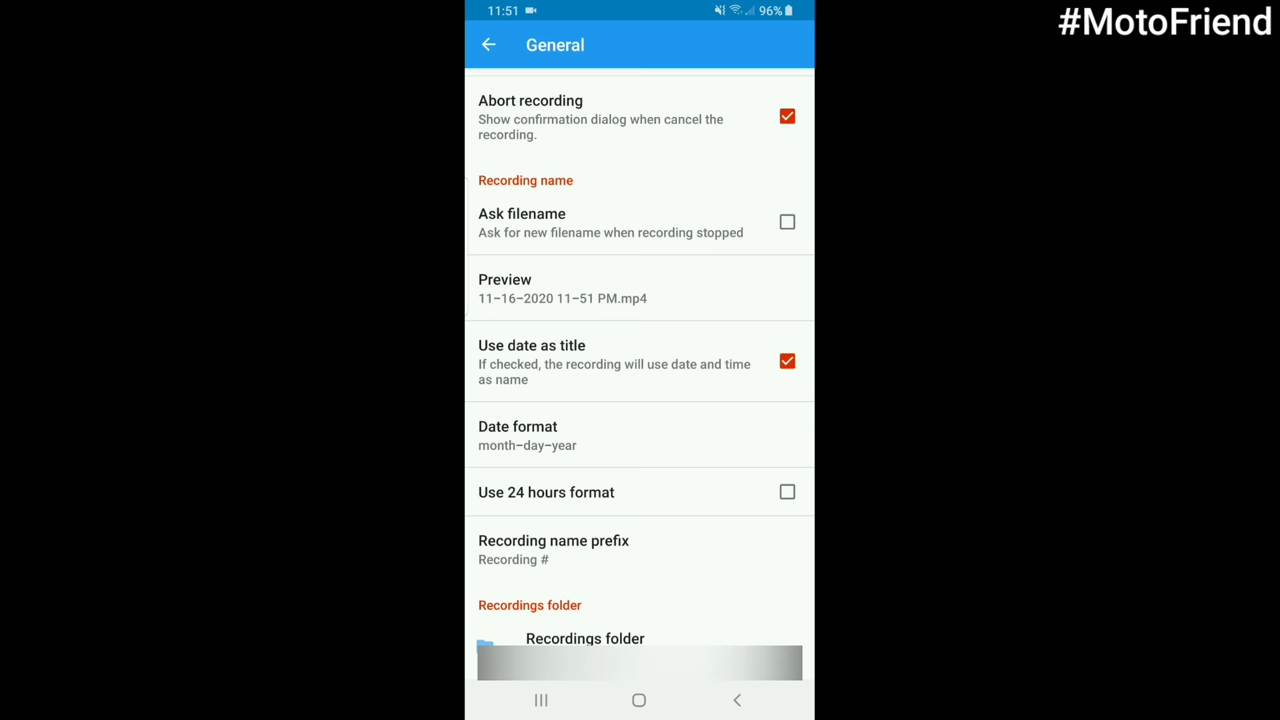 #MotoFriend
11:51 96%
General
Abort recording
Show confirmation dialog when cancel the
recording.
Recording name
Ask filename
Ask for new filename when recording stopped
Preview
11-16-2020 11-51 PM.mp4
Use date as title
If checked, the recording will use date and time
as name
Date format
month-day-year
Use 24 hours format
Recording name prefix
Recording #
Recordings folder
Recordings folder